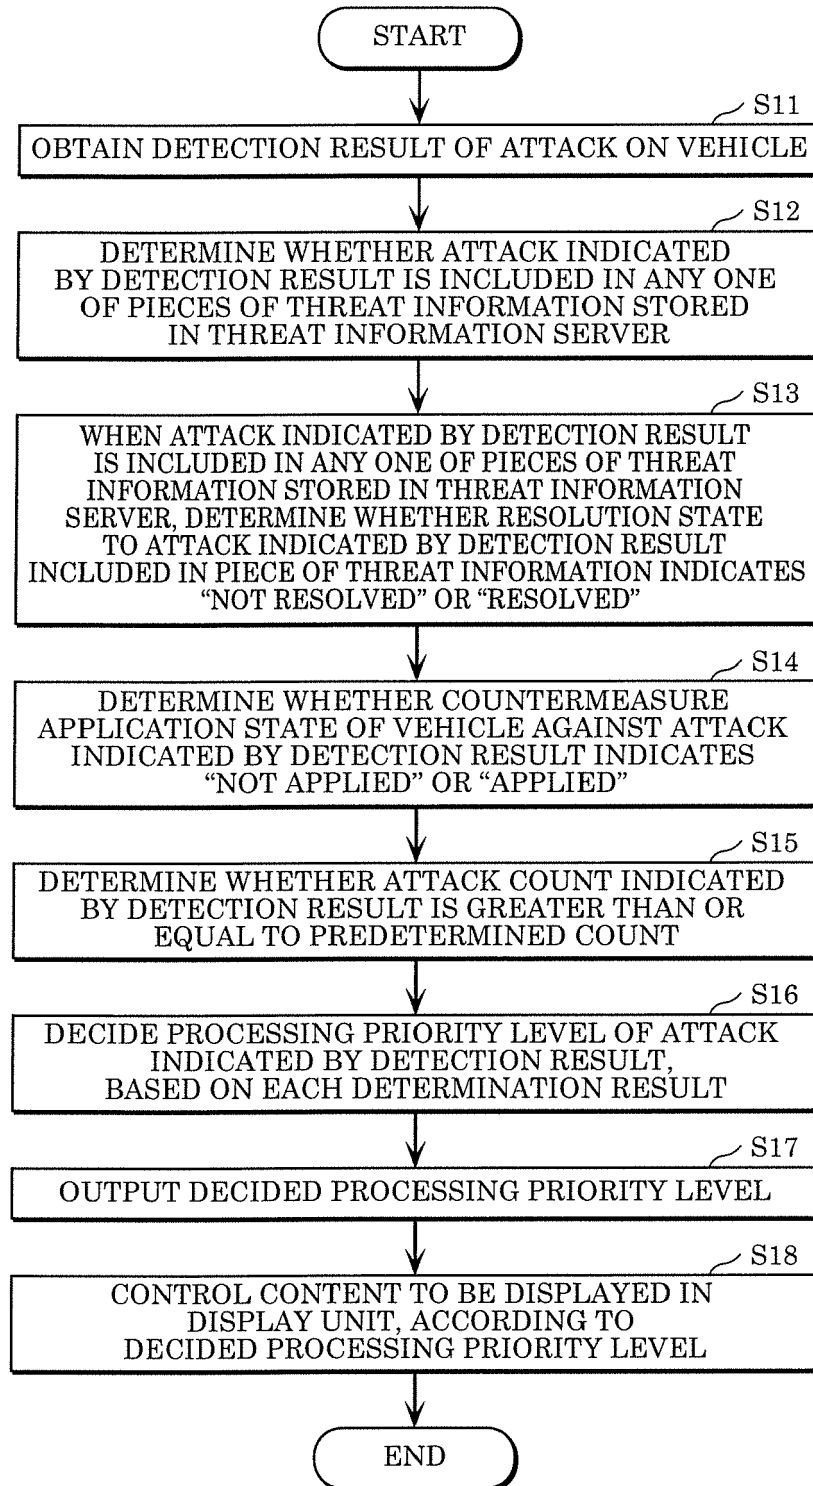 START
S11
OBTAIN DETECTION RESULT OF ATTACK ON VEHICLE
S12
DETERMINE WHETHER ATTACK INDICATED
BY DETECTION RESULT IS INCLUDED IN ANY ONE
OF PIECES OF THREAT INFORMATION STORED
IN THREAT INFORMATION SERVER
S13
WHEN ATTACK INDICATED BY DETECTION RESULT
IS INCLUDED IN ANY ONE OF PIECES OF THREAT
INFORMATION STORED IN THREAT INFORMATION
SERVER, DETERMINE WHETHER RESOLUTION STATE
TO ATTACK INDICATED BY DETECTION RESULT
INCLUDED IN PIECE OF THREAT INFORMATION INDICATES
“NOT RESOLVED” OR “RESOLVED”
S14
DETERMINE WHETHER COUNTERMEASURE
APPLICATION STATE OF VEHICLE AGAINST ATTACK
INDICATED BY DETECTION RESULT INDICATES
“NOT APPLIED” OR “APPLIED”
S15
DETERMINE WHETHER ATTACK COUNT INDICATED
BY DETECTION RESULT IS GREATER THAN OR
EQUAL TO PREDETERMINED COUNT
S16
DECIDE PROCESSING PRIORITY LEVEL OF ATTACK
INDICATED BY DETECTION RESULT,
BASED ON EACH DETERMINATION RESULT
S17
OUTPUT DECIDED PROCESSING PRIORITY LEVEL
S18
CONTROL CONTENT TO BE DISPLAYED IN
DISPLAY UNIT, ACCORDING TO
DECIDED PROCESSING PRIORITY LEVEL
END